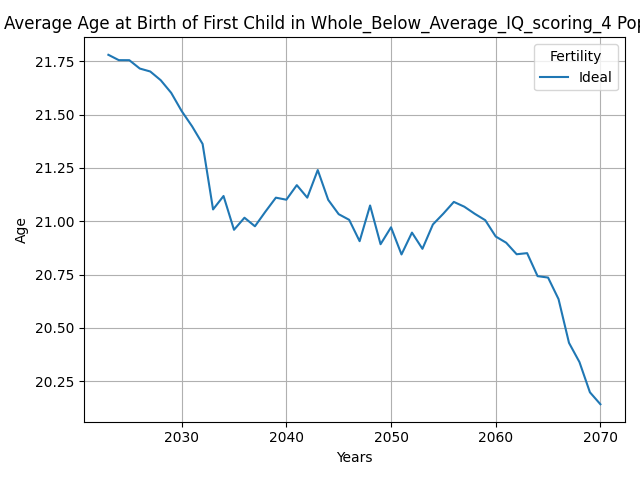 Average Age at Birth of First Child in Whole_Below_Average_IQ_scoring_4 Pop
Fertility
Ideal
21.75
21.50
21.25
21.00
20.75
20.50
20.25
Age
2030 2040 2050 2060 2070
Years